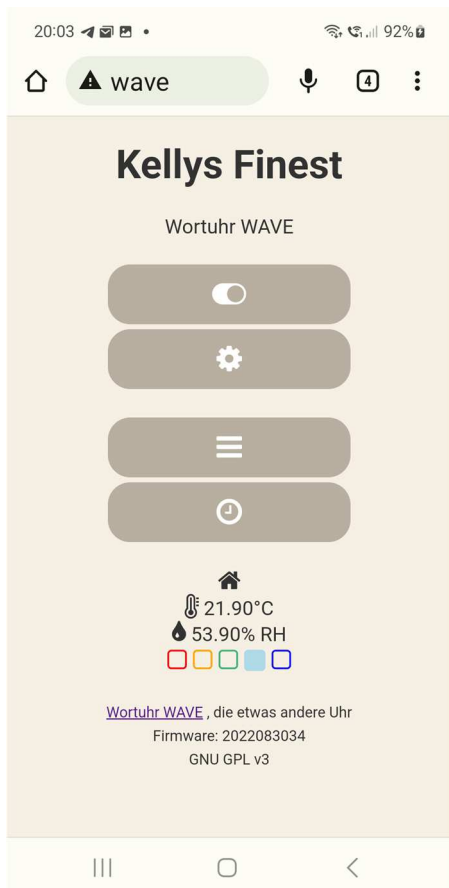 20:03
92%
wave
4
Kellys Finest
Wortuhr WAVE
21.90°C
53.90% RH
Wortuhr WAVE , die etwas andere Uhr
Firmware: 2022083034
GNU GPL v3